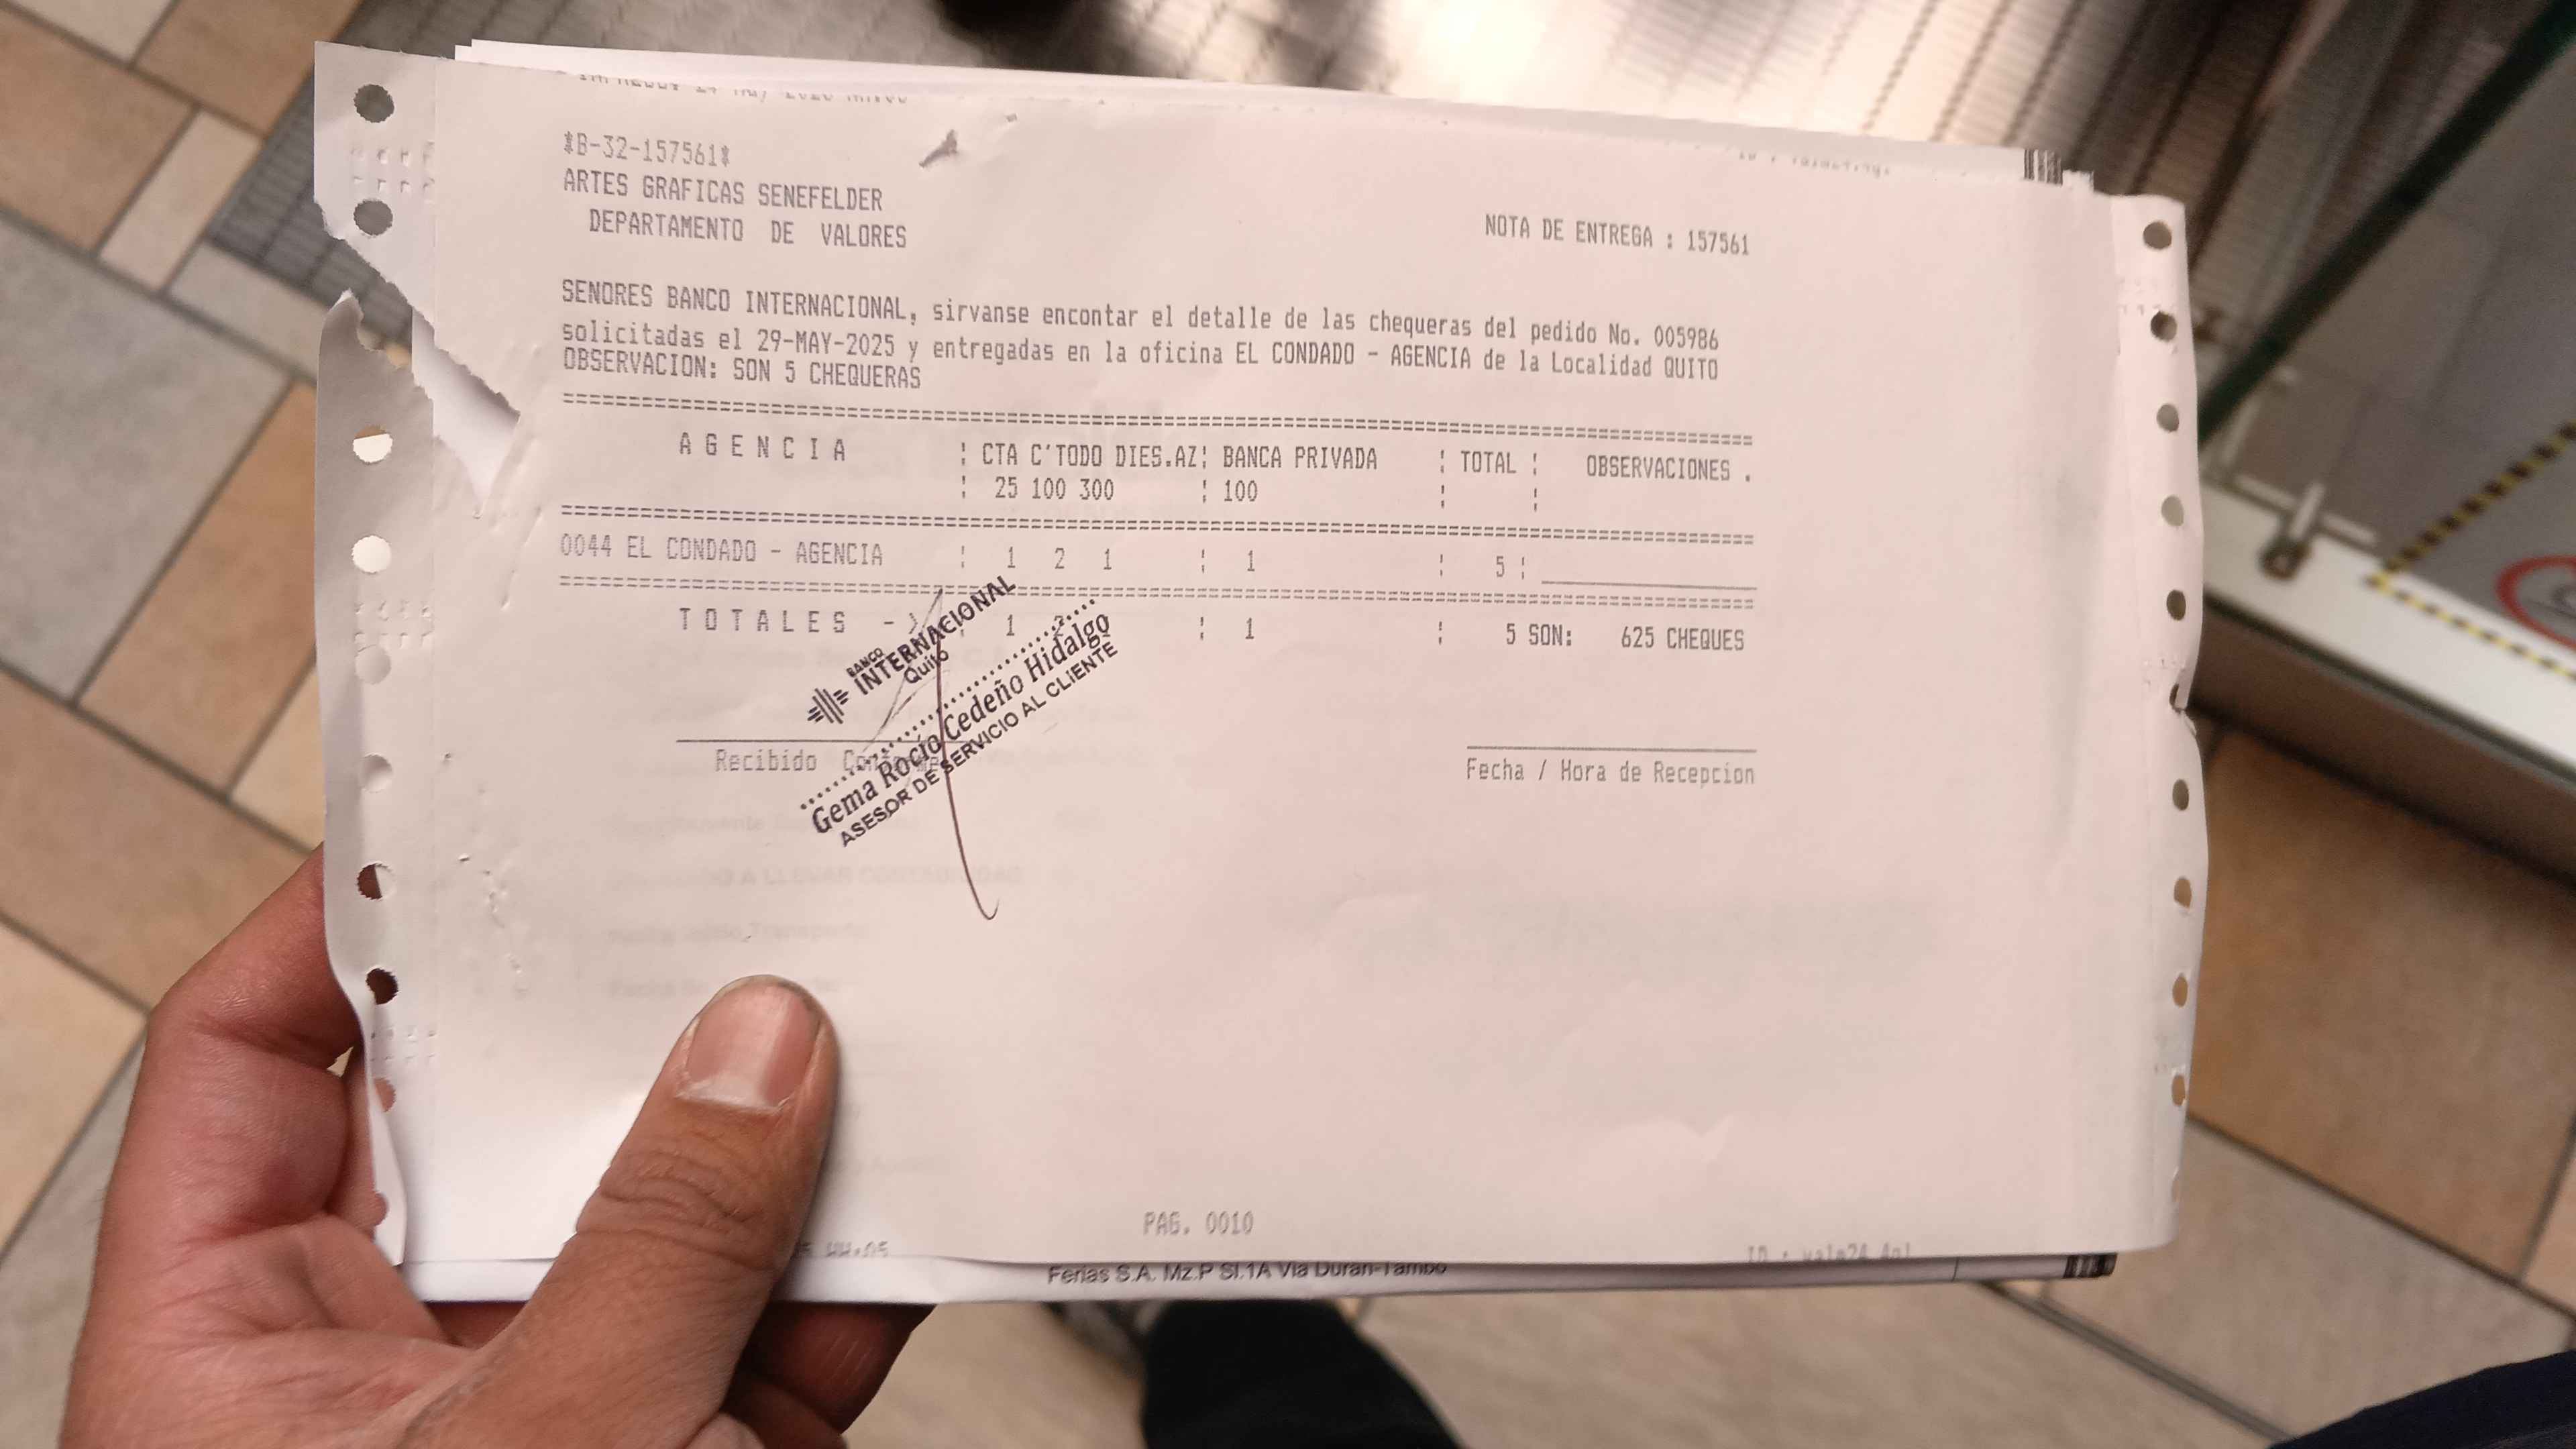 *B-32-157561*
ARTES GRAFICAS SENEFELDER
DEPARTAMENTO DE VALORES
NOTA DE ENTREGA : 157561
SENORES BANCO INTERNACIONAL, sirvanse encontar el detalle de las chequeras del pedido No. 005986
solicitadas el 29-MAY-2025 y entregadas en la oficina EL CONDADO - AGENCIA de la Localidad QUITO
OBSERVACION: SON 5 CHEQUERAS
A G E N C I A ¦ CTA C'TODO DIES.AZ¦ BANCA PRIVADA ¦ TOTAL ¦ OBSERVACIONES .
¦ 25 100 300 ¦ 100 ¦ ¦
0044 EL CONDADO - AGENCIA ¦ 1 2 1 ¦ 1 ¦ 5 ¦
T O T A L E S -> ¦ 1 2 ¦ 1 ¦ 5 SON: 625 CHEQUES
BANCO
INTERNACIONAL
Quito
Gema Rocío Cedeño Hidalgo
ASESOR DE SERVICIO AL CLIENTE
Recibido Conforme
Fecha / Hora de Recepcion
PAG. 0010
Ferias S.A. Mz.P Sl.1A Via Duran-Tambo